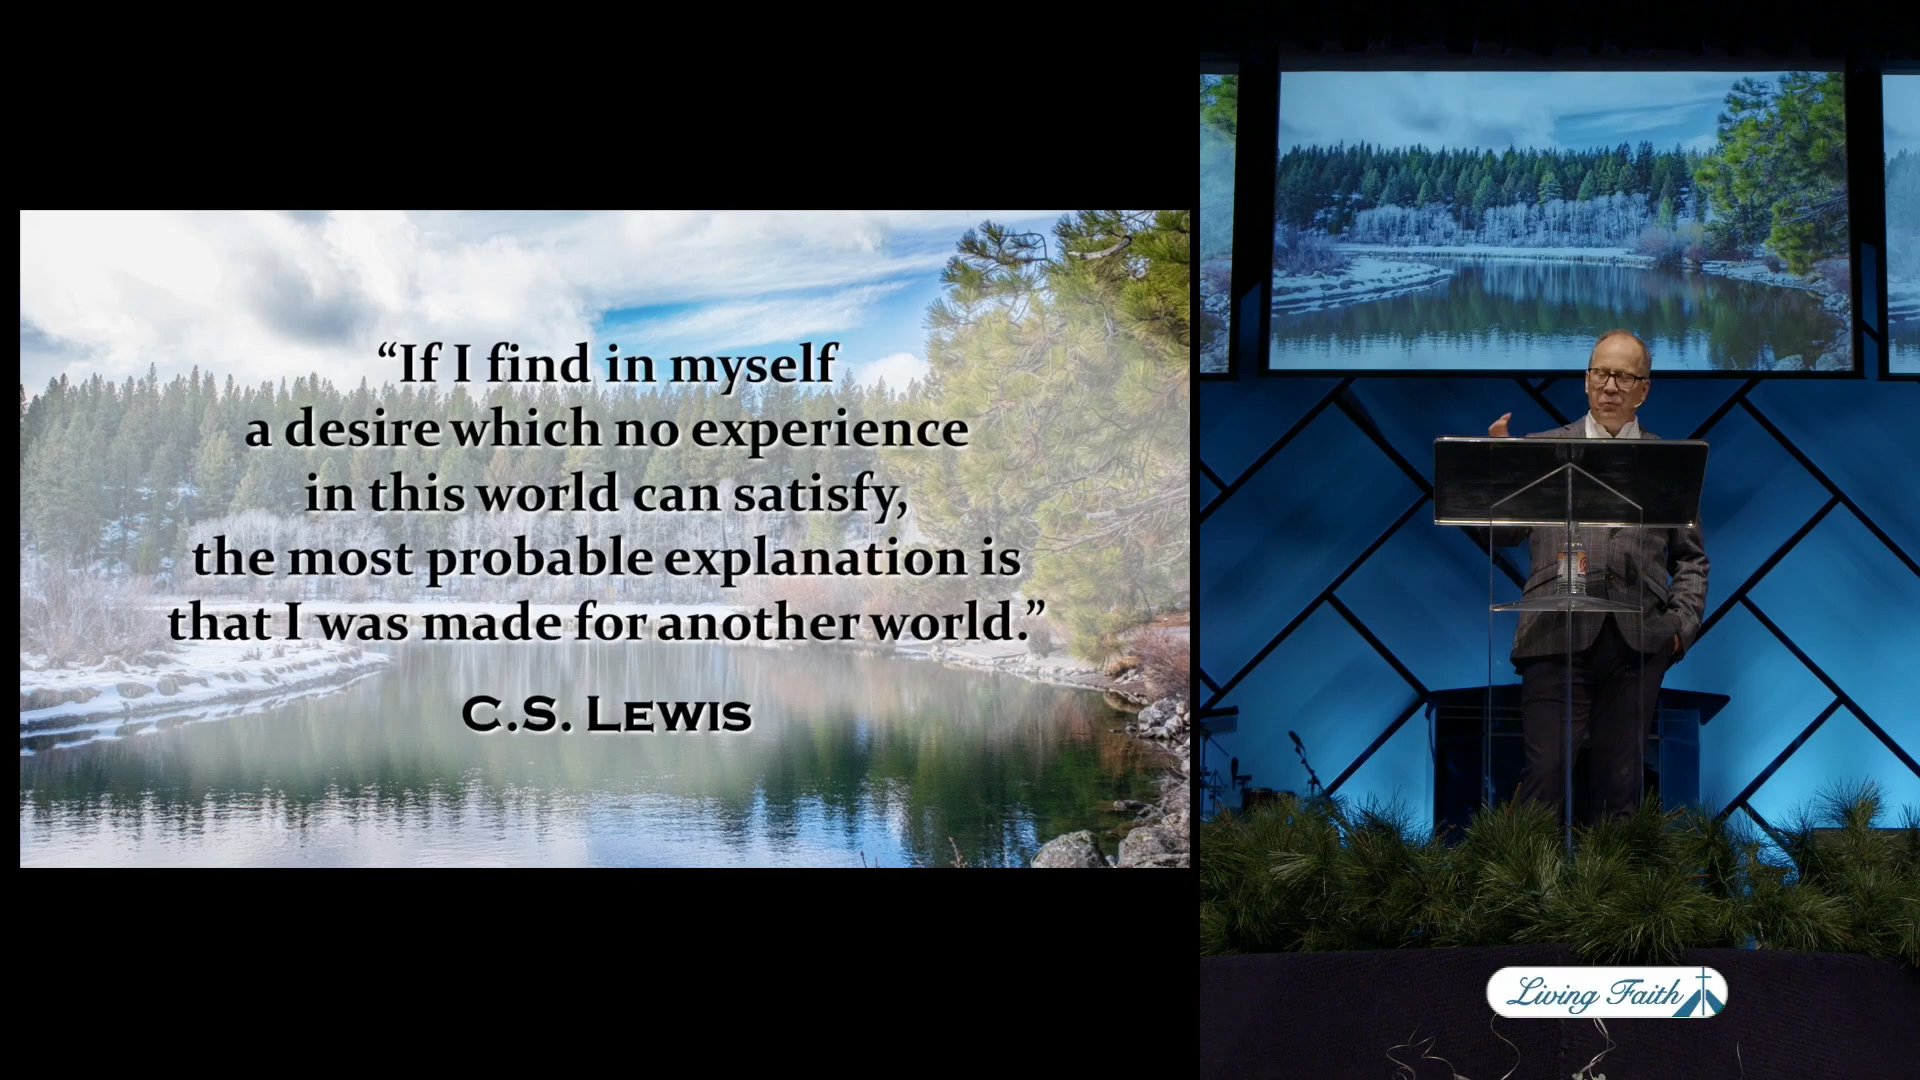 “If I find in myself
a desire which no experience
in this world can satisfy,
the most probable explanation is
that I was made for another world.”
C.S. Lewis
Living Faith